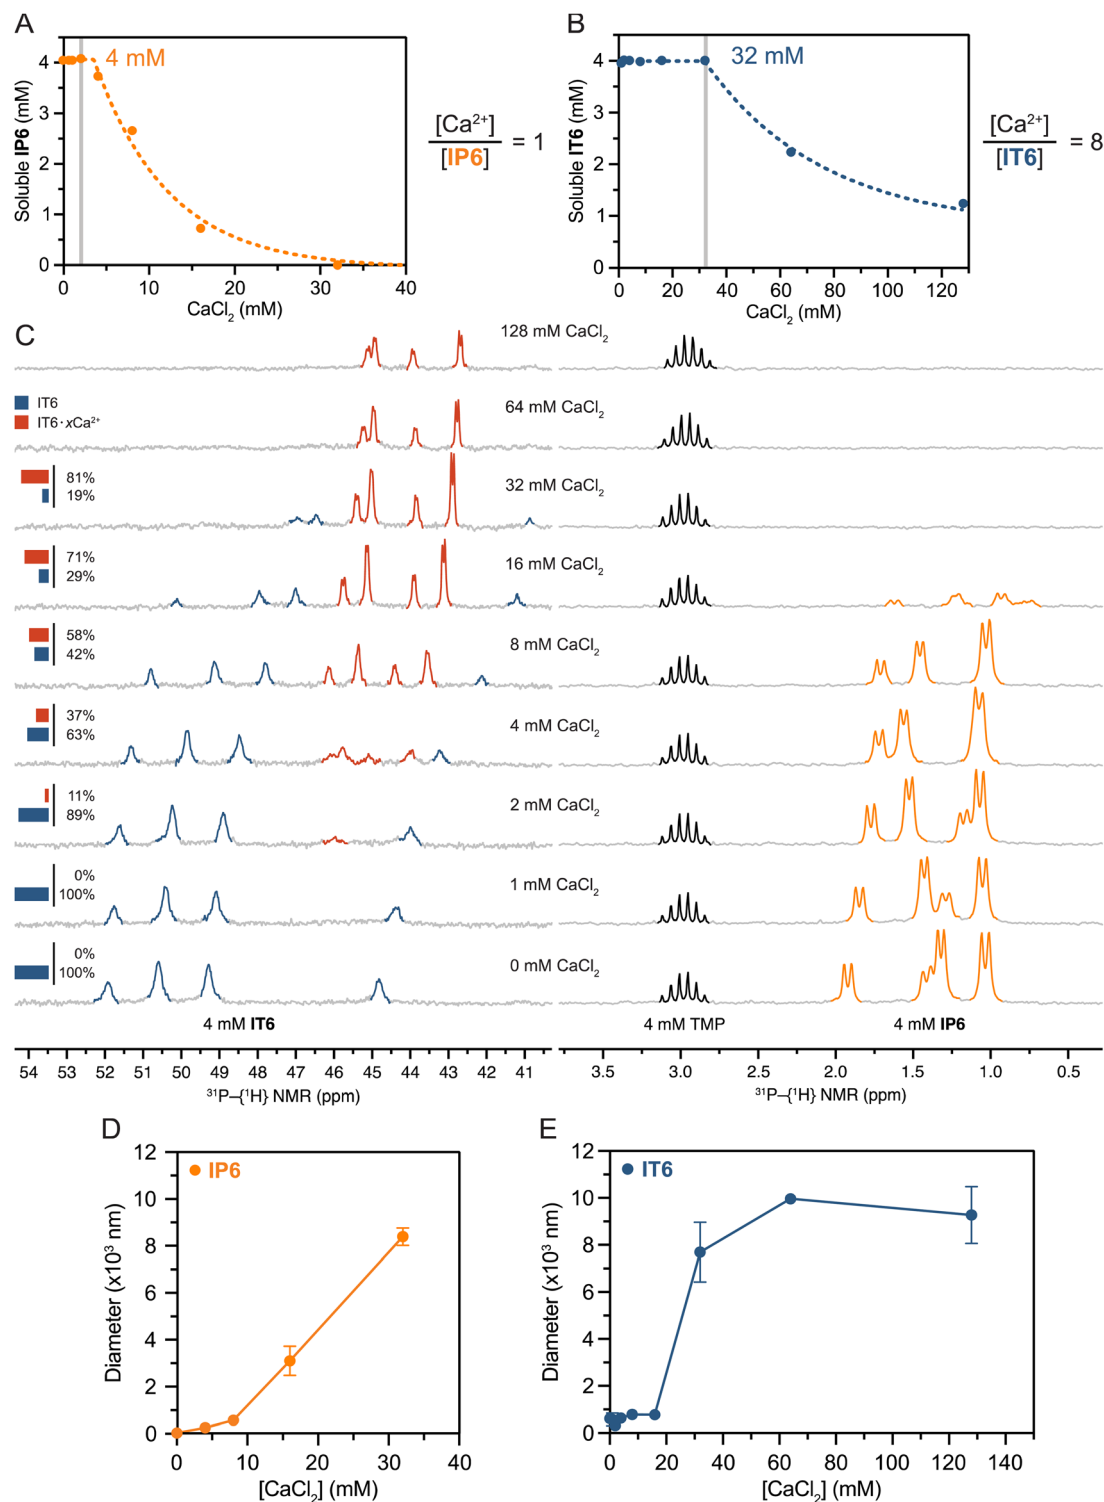 A
4 mM
Soluble IP6 (mM)
4
3
2
1
0
0 10 20 30 40
CaCl2 (mM)
[Ca2+]
[IP6]
= 1
B
32 mM
Soluble IT6 (mM)
4
3
2
1
0
0 20 40 60 80 100 120
CaCl2 (mM)
[Ca2+]
[IT6]
= 8
C
128 mM CaCl2
IT6
IT6·xCa2+
64 mM CaCl2
81%
19%
32 mM CaCl2
71%
29%
16 mM CaCl2
58%
42%
8 mM CaCl2
37%
63%
4 mM CaCl2
11%
89%
2 mM CaCl2
0%
100%
1 mM CaCl2
0%
100%
0 mM CaCl2
4 mM IT6
4 mM TMP
4 mM IP6
54 53 52 51 50 49 48 47 46 45 44 43 42 41
31P–{1H} NMR (ppm)
3.5 3.0 2.5 2.0 1.5 1.0 0.5
31P–{1H} NMR (ppm)
D
IP6
Diameter (x103 nm)
12
10
8
6
4
2
0
0 10 20 30 40
[CaCl2] (mM)
E
IT6
Diameter (x103 nm)
12
10
8
6
4
2
0
0 20 40 60 80 100 120 140
[CaCl2] (mM)